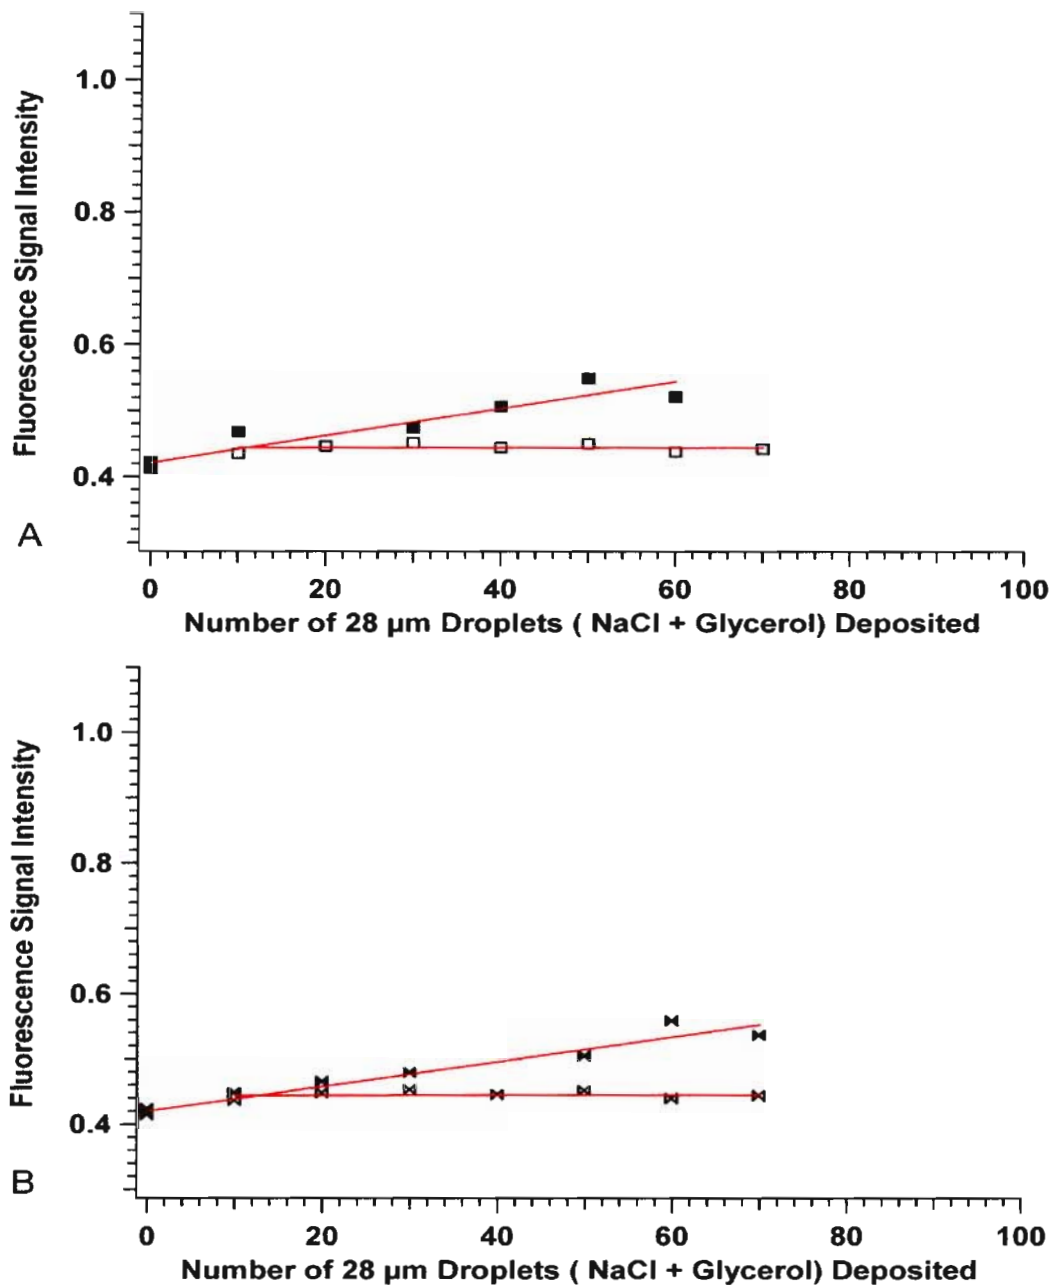 Fluorescence Signal Intensity
1.0
0.8
0.6
0.4
A
0 20 40 60 80 100
Number of 28 µm Droplets ( NaCl + Glycerol) Deposited
Fluorescence Signal Intensity
1.0
0.8
0.6
0.4
B
0 20 40 60 80 100
Number of 28 µm Droplets ( NaCl + Glycerol) Deposited